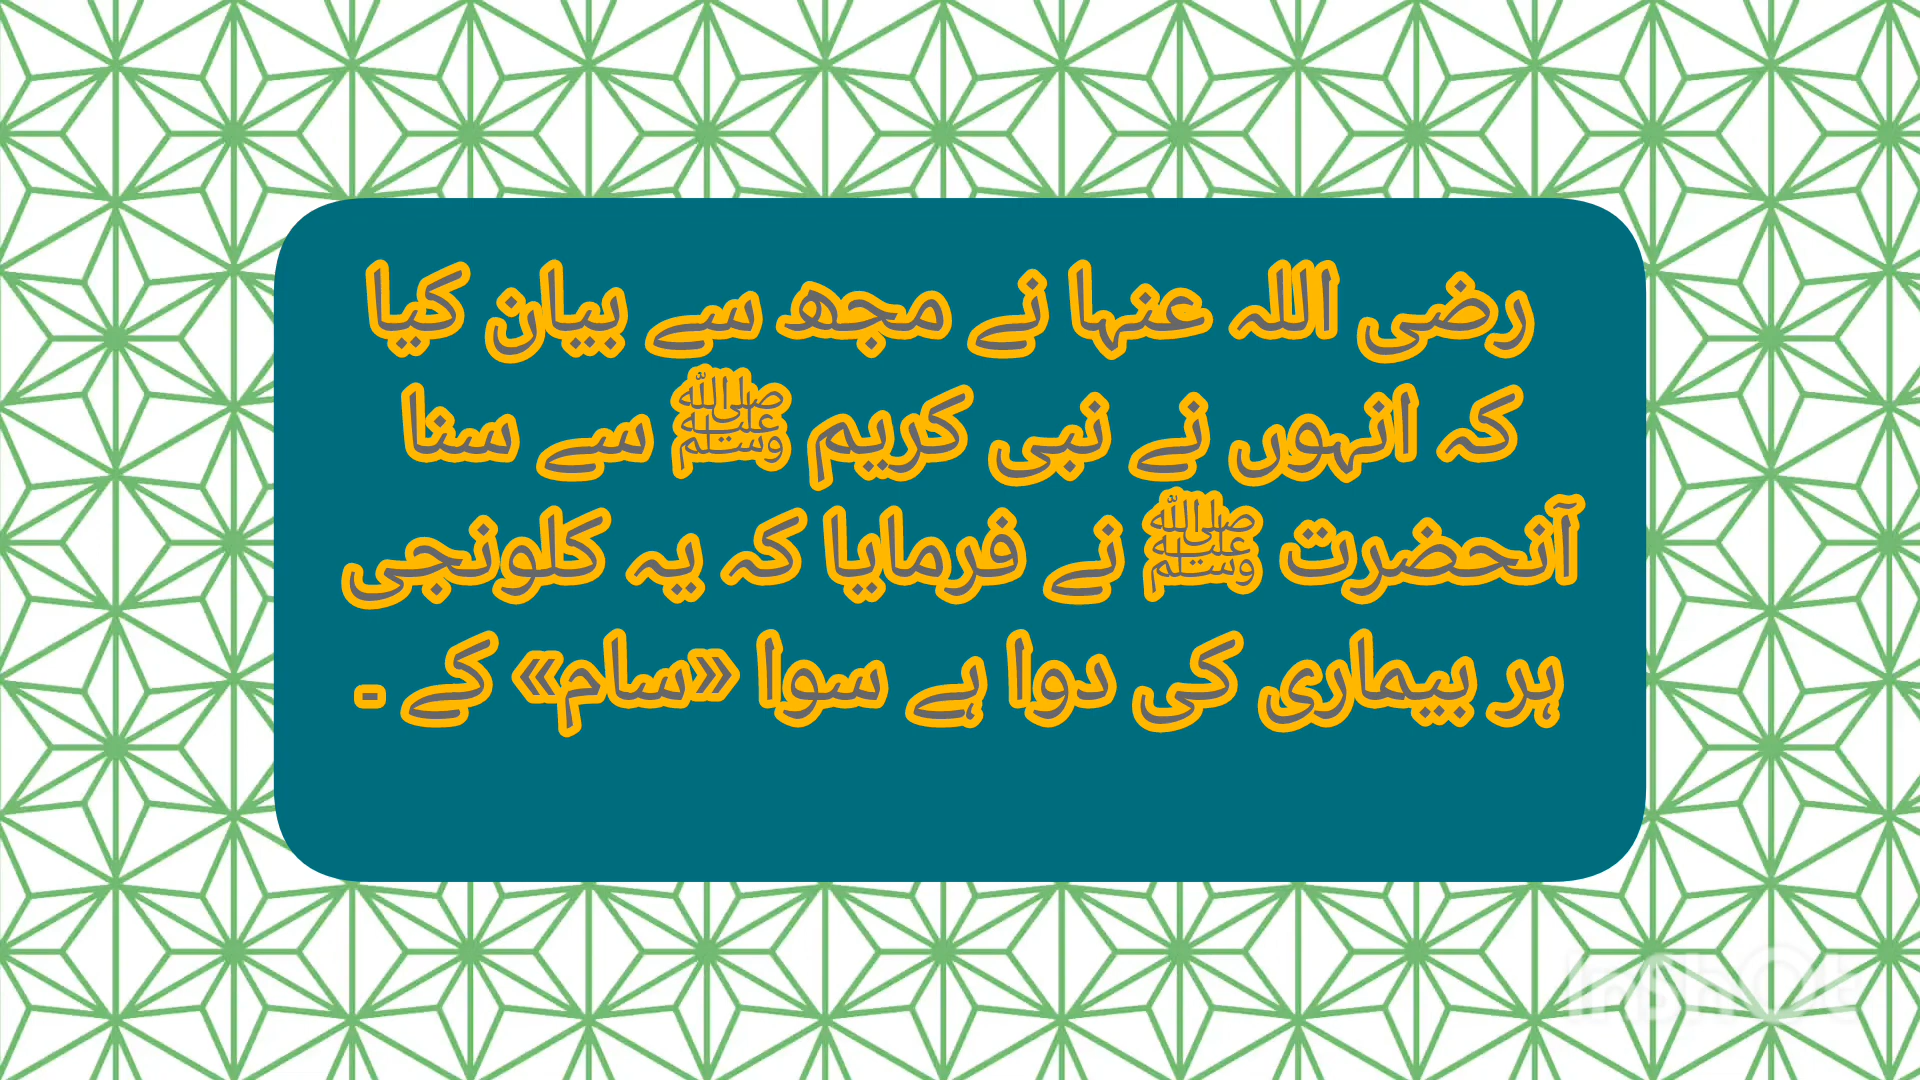 رضی اللہ عنہا نے مجھ سے بیان کیا
کہ انہوں نے نبی کریم ﷺ سے سنا
آنحضرت ﷺ نے فرمایا کہ یہ کلونجی
ہر بیماری کی دوا ہے سوا «سام» کے ۔
InShOt